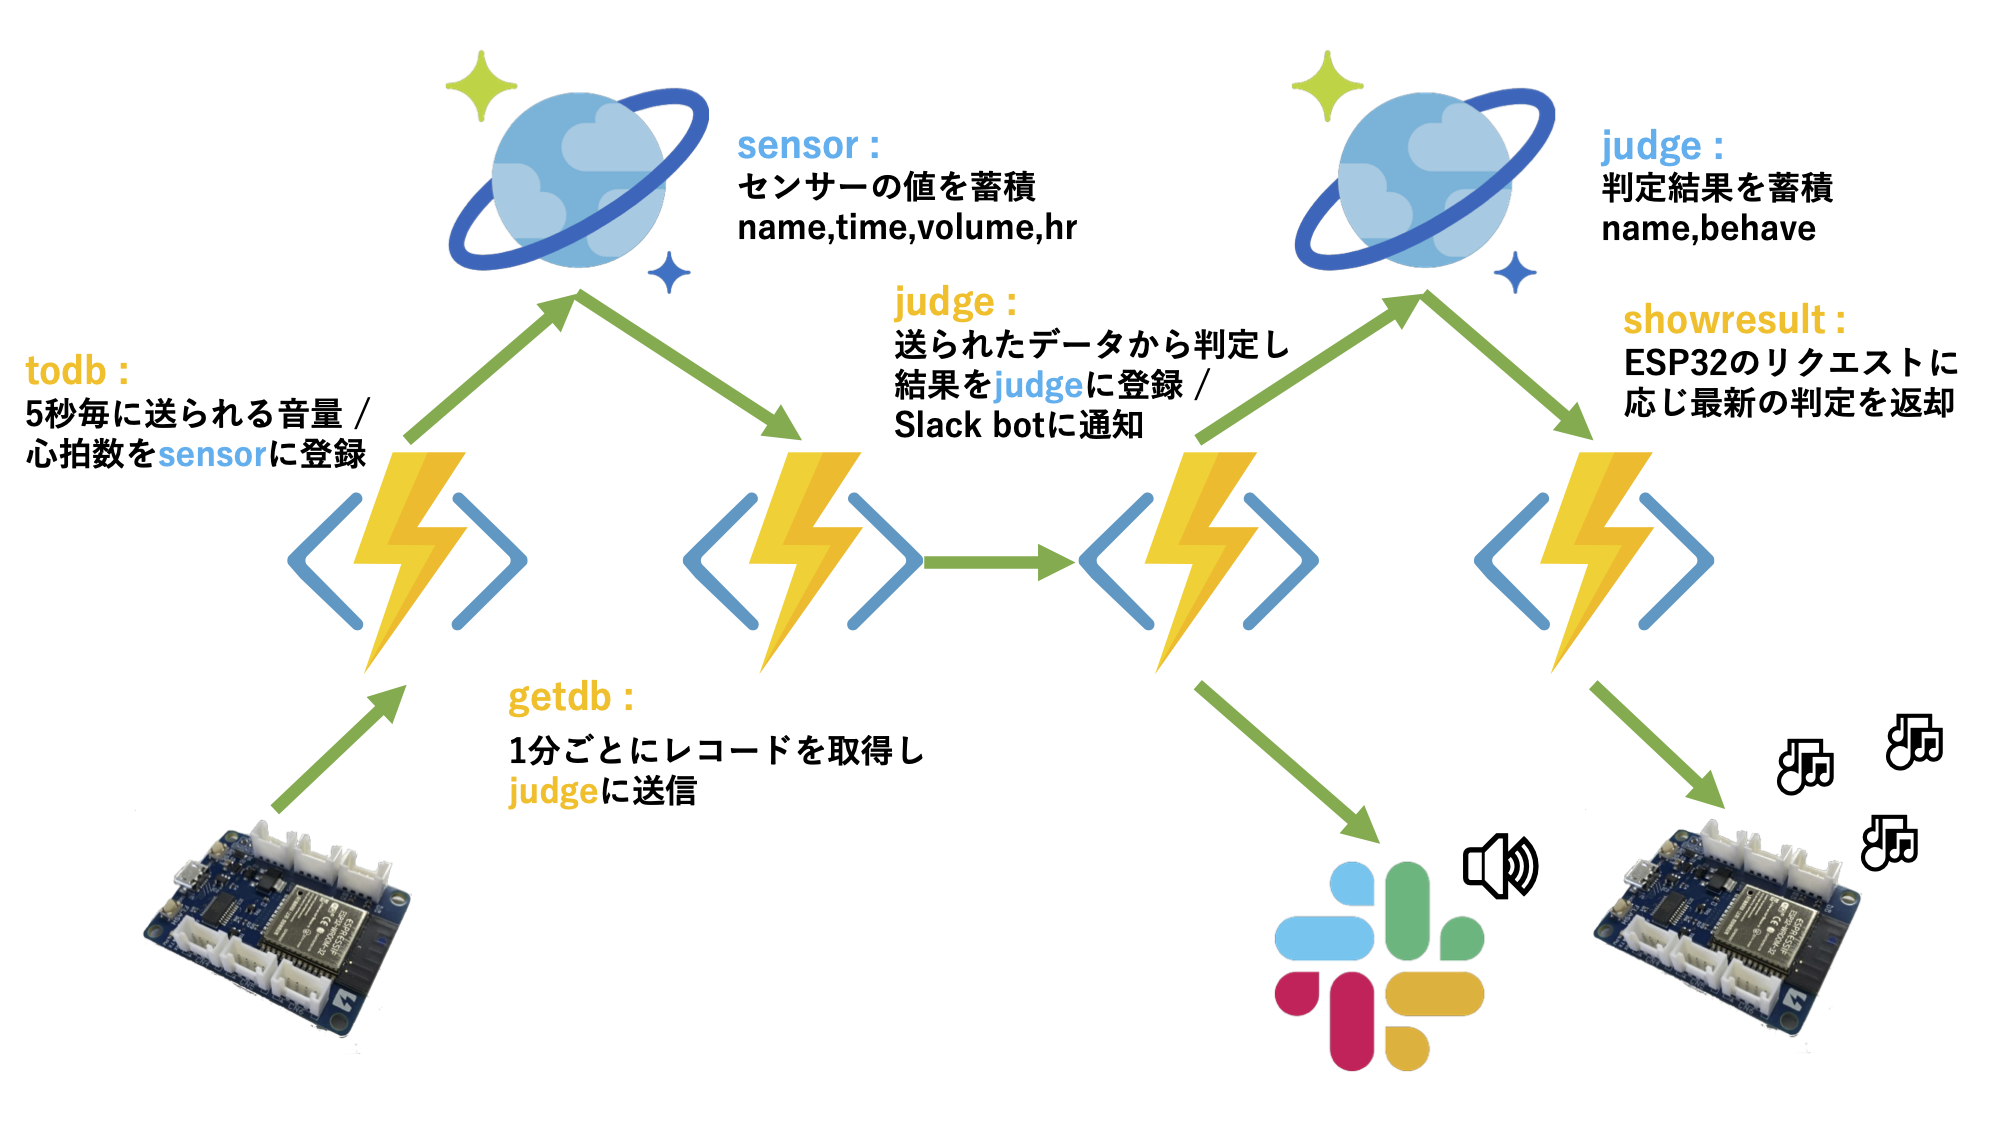 sensor :
センサーの値を蓄積
name,time,volume,hr
judge :
判定結果を蓄積
name,behave
judge :
送られたデータから判定し
結果をjudgeに登録 /
Slack botに通知
showresult :
ESP32のリクエストに
応じ最新の判定を返却
todb :
5秒毎に送られる音量 /
心拍数をsensorに登録
getdb :
1分ごとにレコードを取得し
judgeに送信